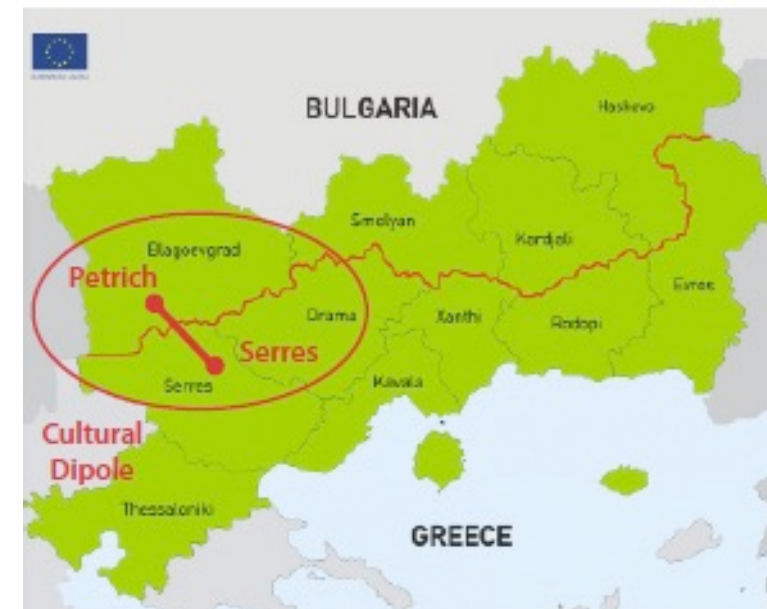 BULGARIA
Haskovo
Smolyan
Blagoevgrad
Kardjali
Petrich
Evros
Drama
Xanthi
Rodopi
Serres
Serres
Kavala
Cultural
Dipole
Thessaloniki
GREECE